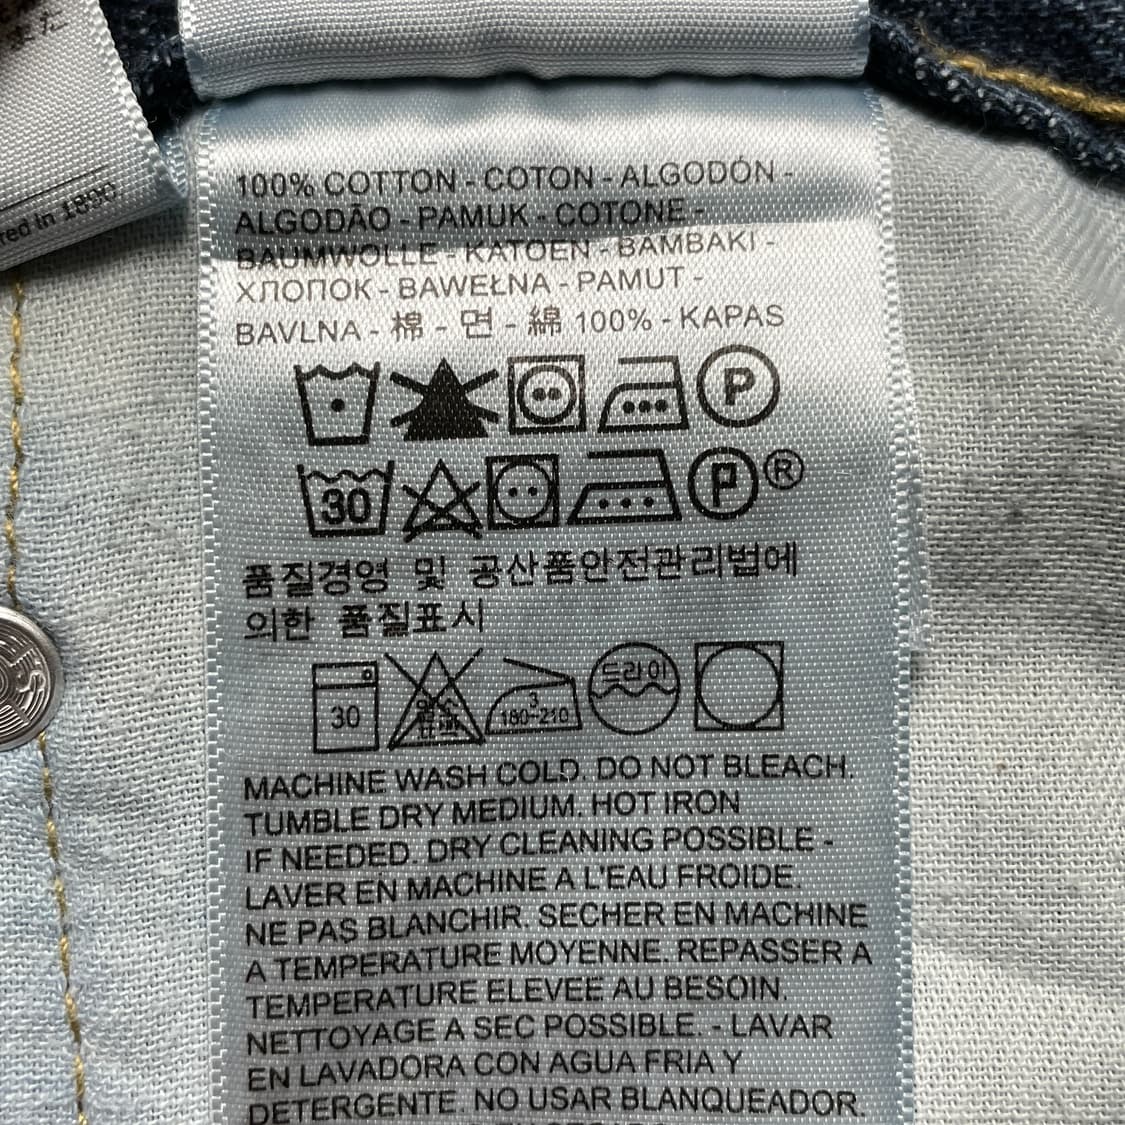 red in 1890
100% COTTON - COTON - ALGODÓN -
ALGODÃO - PAMUK - COTONE -
BAUMWOLLE - KATOEN - BAMBAKI -
ХЛОПОК - BAWEŁNA - PAMUT -
BAVLNA - 棉 - 면 - 綿 100% - KAPAS
P
30 P ®
품질경영 및 공산품안전관리법에
의한 품질표시
30 3 180-210 드라이
MACHINE WASH COLD. DO NOT BLEACH.
TUMBLE DRY MEDIUM. HOT IRON
IF NEEDED. DRY CLEANING POSSIBLE -
LAVER EN MACHINE A L'EAU FROIDE.
NE PAS BLANCHIR. SECHER EN MACHINE
A TEMPERATURE MOYENNE. REPASSER A
TEMPERATURE ELEVEE AU BESOIN.
NETTOYAGE A SEC POSSIBLE. - LAVAR
EN LAVADORA CON AGUA FRIA Y
DETERGENTE. NO USAR BLANQUEADOR.